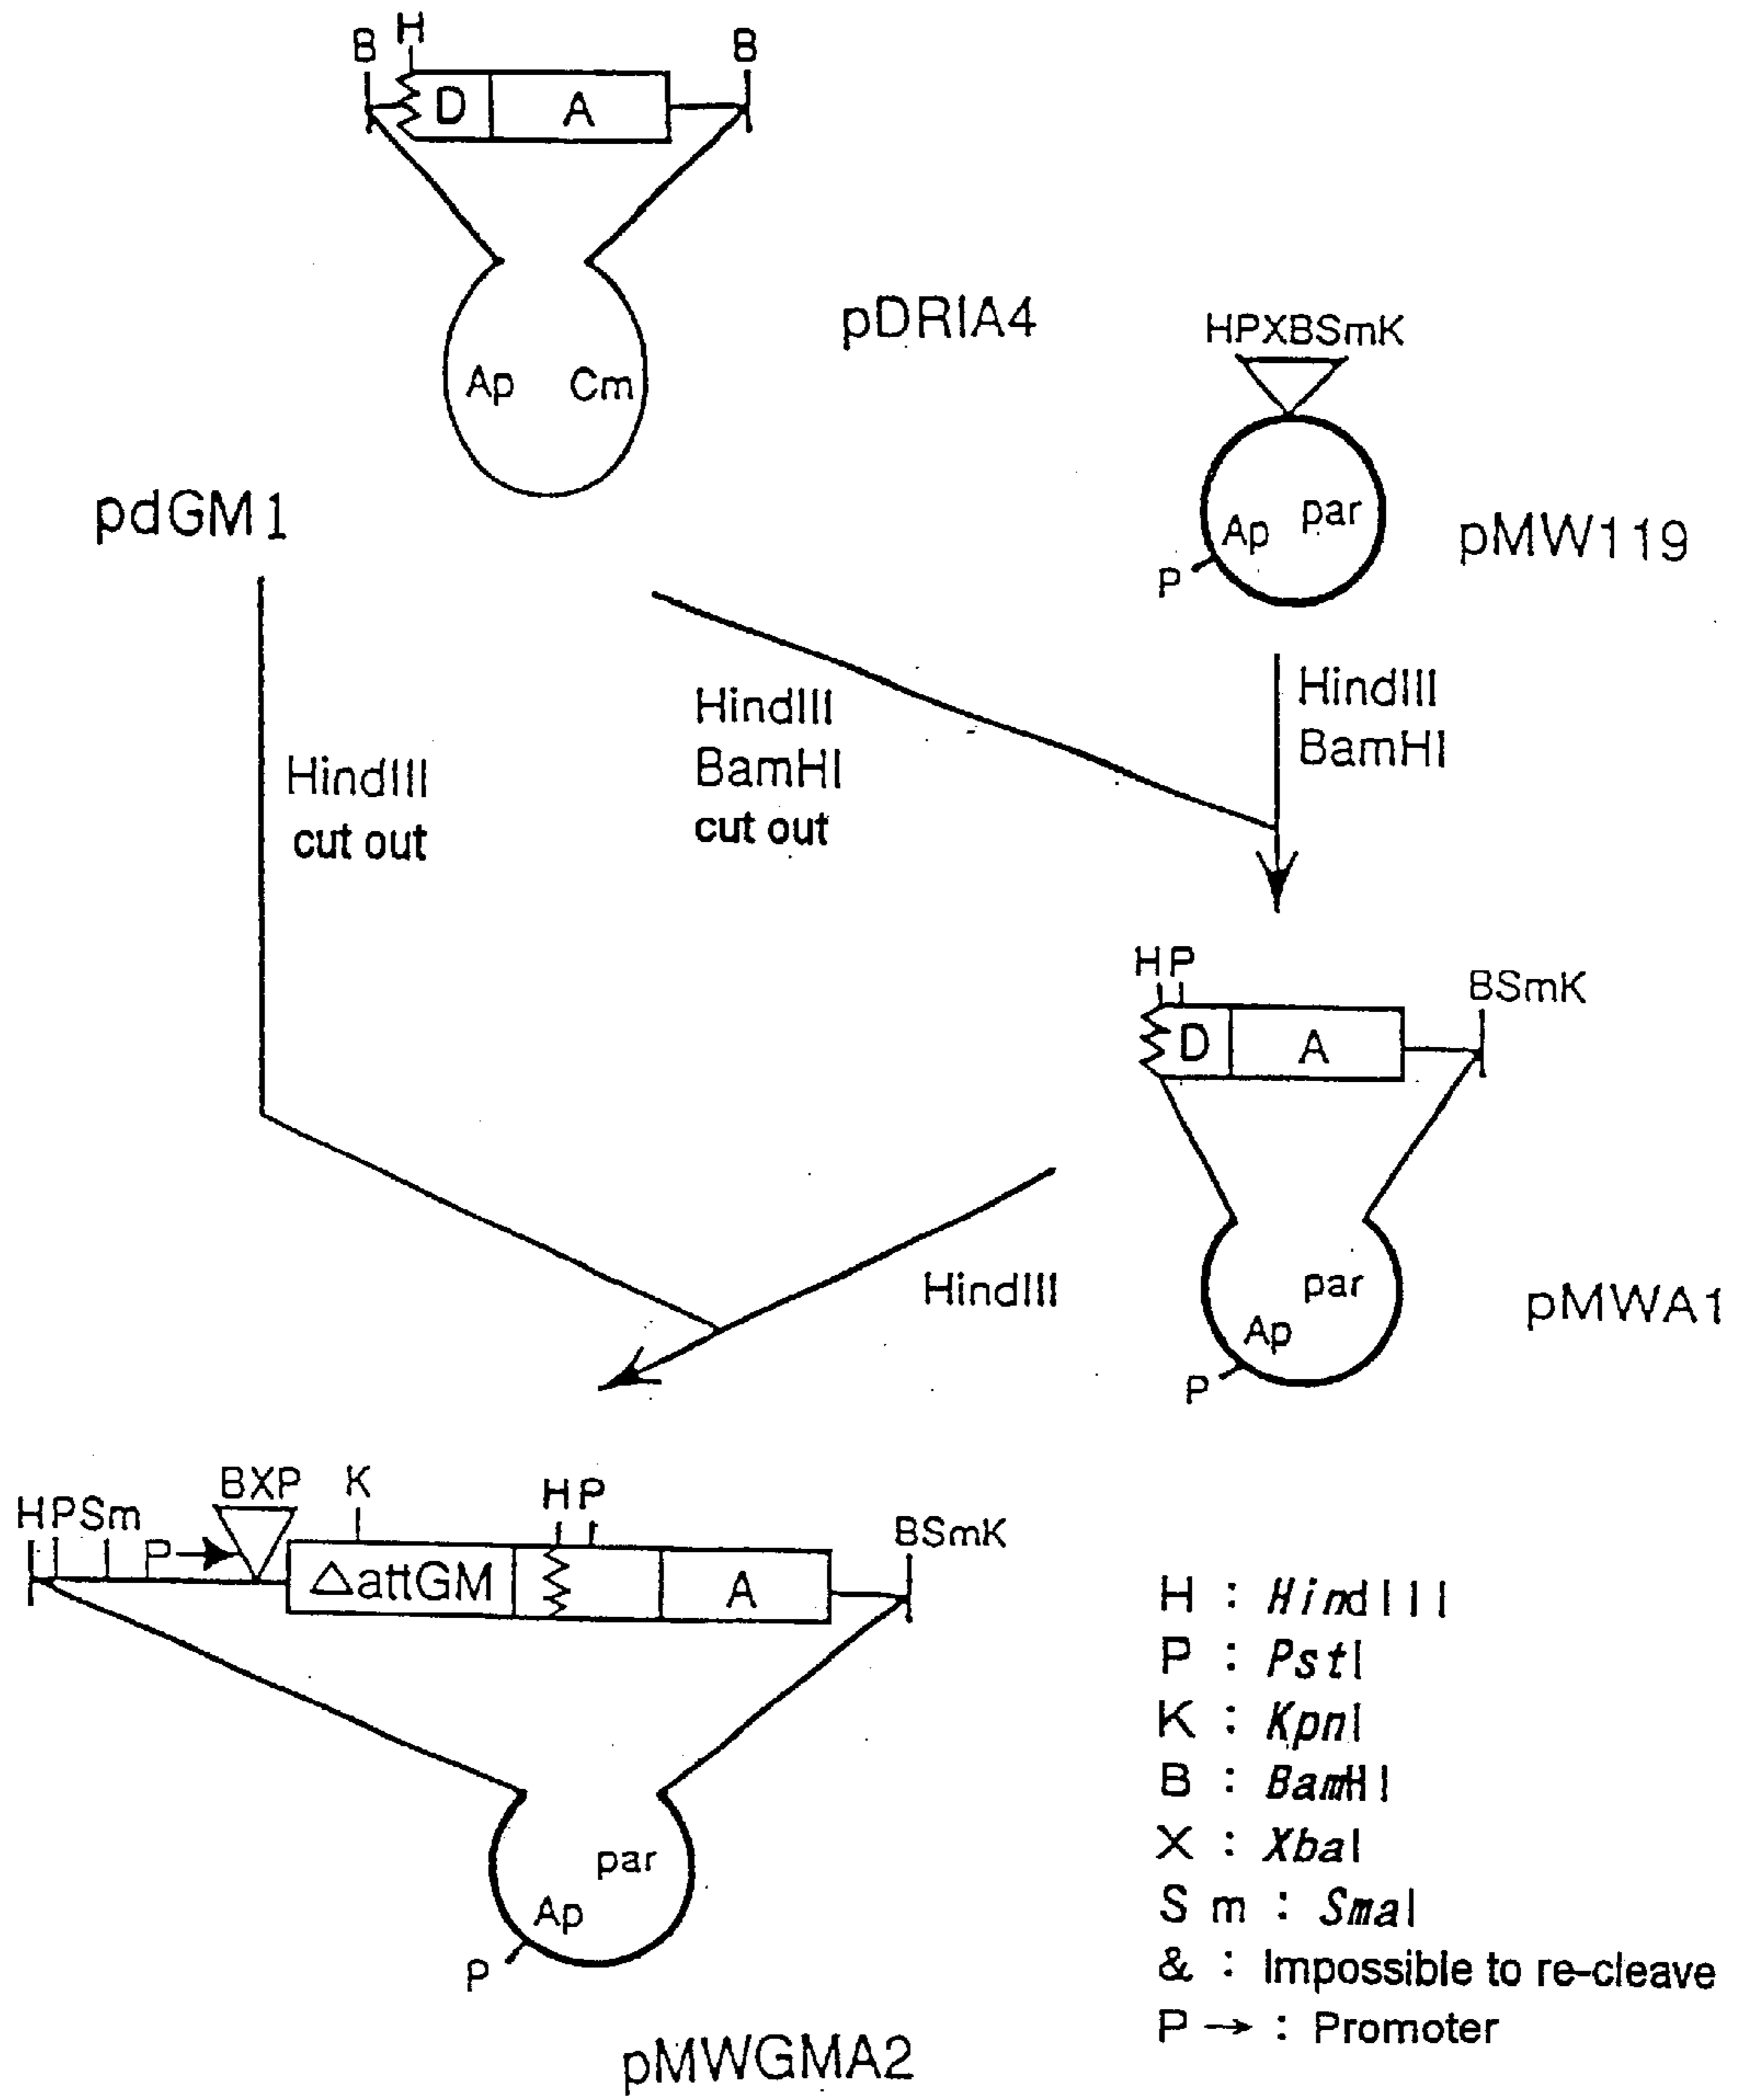 B H B
D A
pDRIA4
Ap Cm
HPXBSmK
pdGM1
Ap par
P
pMW119
HindIII
cut out
HindIII
BamHI
cut out
HindIII
BamHI
HP
BSmK
D A
HindIII
par
Ap
P
pMWA1
HPSm
P
BXP
K
HP
BSmK
ΔattGM
A
par
Ap
P
pMWGMA2
H : HindIII
P : PstI
K : KpnI
B : BamHI
X : XbaI
Sm : SmaI
& : Impossible to re-cleave
P → : Promoter